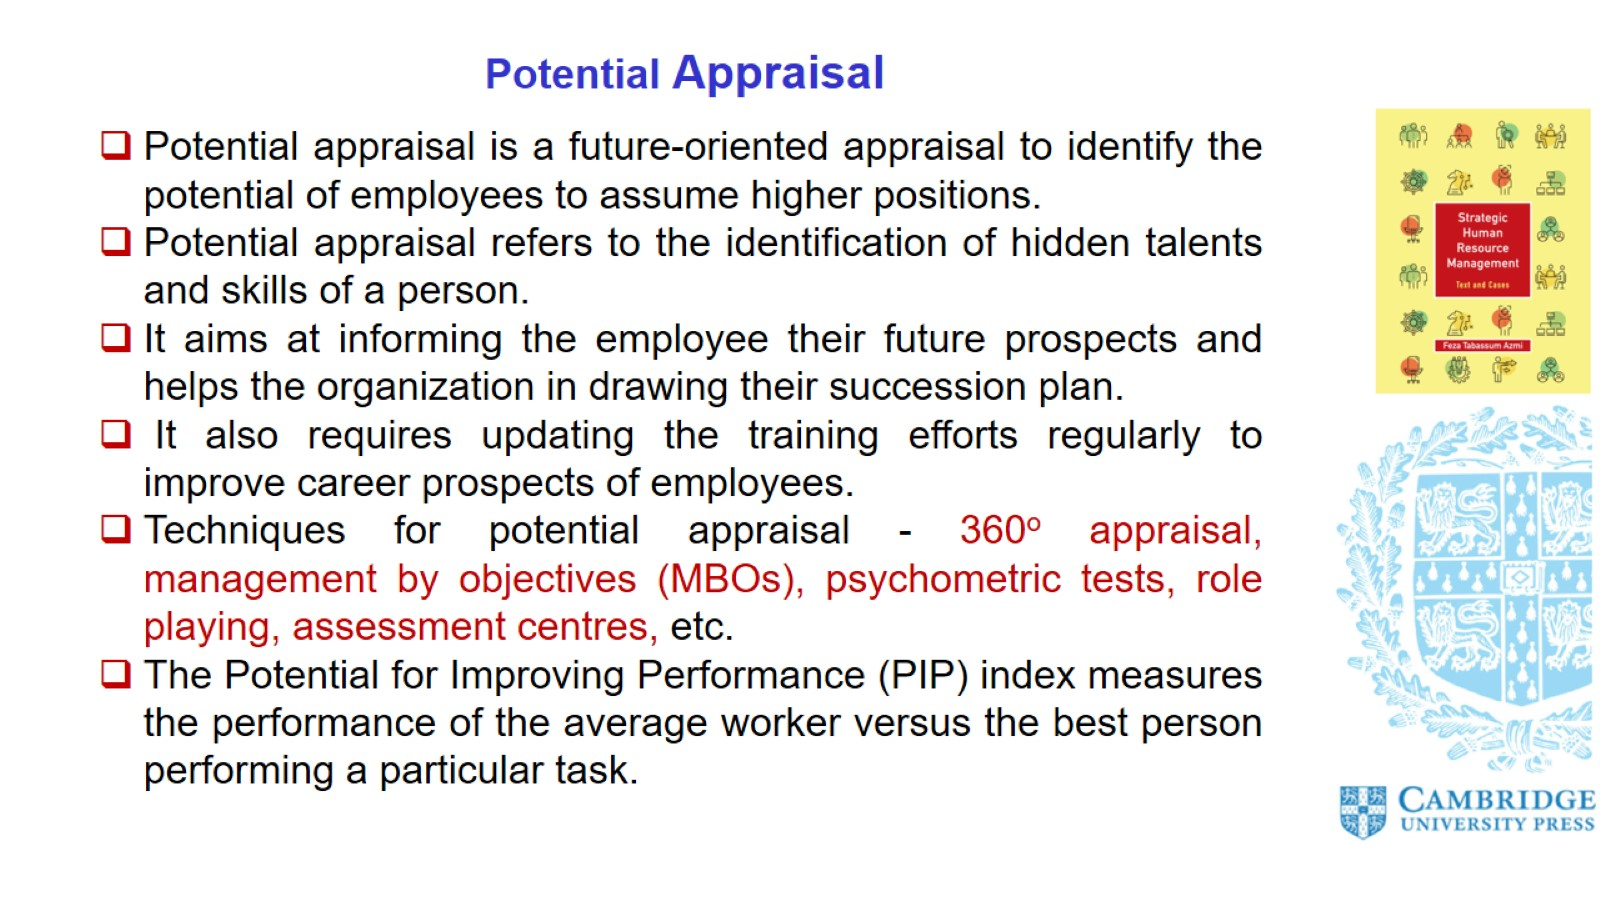 Potential Appraisal
Potential appraisal is a future-oriented appraisal to identify the
potential of employees to assume higher positions.
Potential appraisal refers to the identification of hidden talents
and skills of a person.
It aims at informing the employee their future prospects and
helps the organization in drawing their succession plan.
It also requires updating the training efforts regularly to
improve career prospects of employees.
Techniques for potential appraisal - 360º appraisal,
management by objectives (MBOs), psychometric tests, role
playing, assessment centres, etc.
The Potential for Improving Performance (PIP) index measures
the performance of the average worker versus the best person
performing a particular task.
Strategic
Human
Resource
Management
Text and Cases
Feza Tabassum Azmi
CAMBRIDGE
UNIVERSITY PRESS